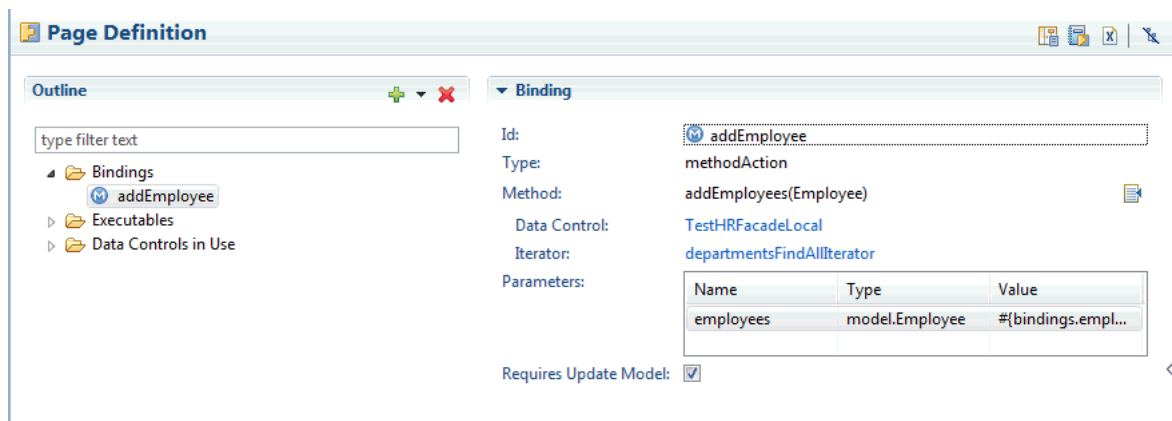 Page Definition
Outline
type filter text
Bindings
addEmployee
Executables
Data Controls in Use
Binding
Id: addEmployee
Type: methodAction
Method: addEmployees(Employee)
Data Control: TestHRFacadeLocal
Iterator: departmentsFindAllIterator
Parameters:
Name Type Value
employees model.Employee #{bindings.empl...
Requires Update Model: